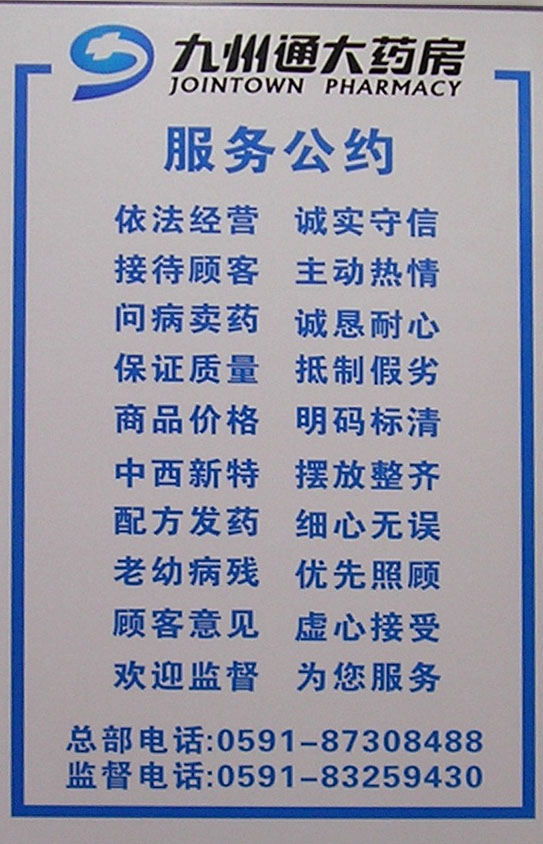 九州通大药房
JOINTOWN PHARMACY
服务公约
依法经营 诚实守信
接待顾客 主动热情
问病卖药 诚恳耐心
保证质量 抵制假劣
商品价格 明码标清
中西新特 摆放整齐
配方发药 细心无误
老幼病残 优先照顾
顾客意见 虚心接受
欢迎监督 为您服务
总部电话:0591-87308488
监督电话:0591-83259430